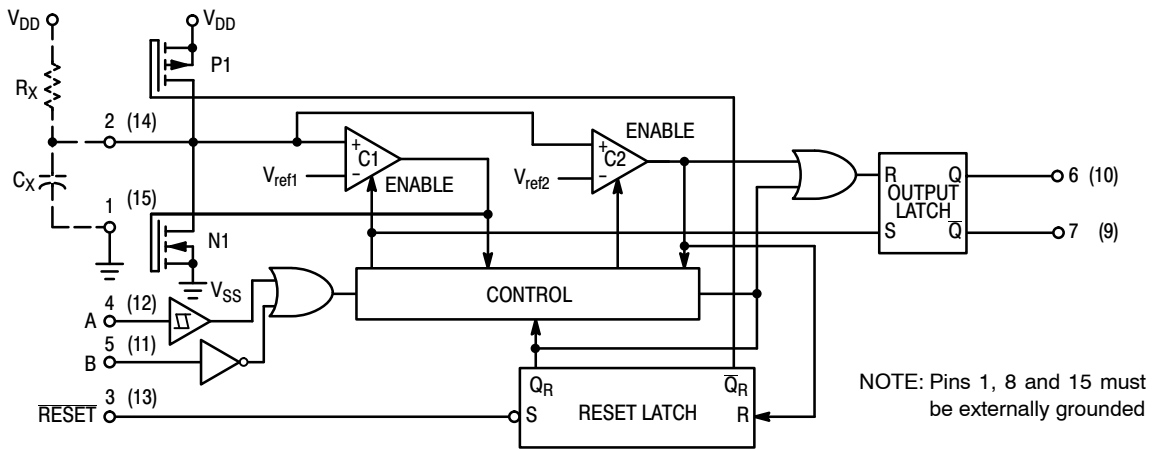 V_DD
V_DD
P1
R_X
2 (14)
C_X
1 (15)
N1
V_SS
V_ref1
+
C1
–
ENABLE
V_ref2
+
C2
–
ENABLE
R Q
OUTPUT
LATCH
S Q̅
6 (10)
7 (9)
CONTROL
4 (12)
A
5 (11)
B
3 (13)
R̅E̅S̅E̅T̅
Q_R Q̅_R
S RESET LATCH R
NOTE: Pins 1, 8 and 15 must
be externally grounded